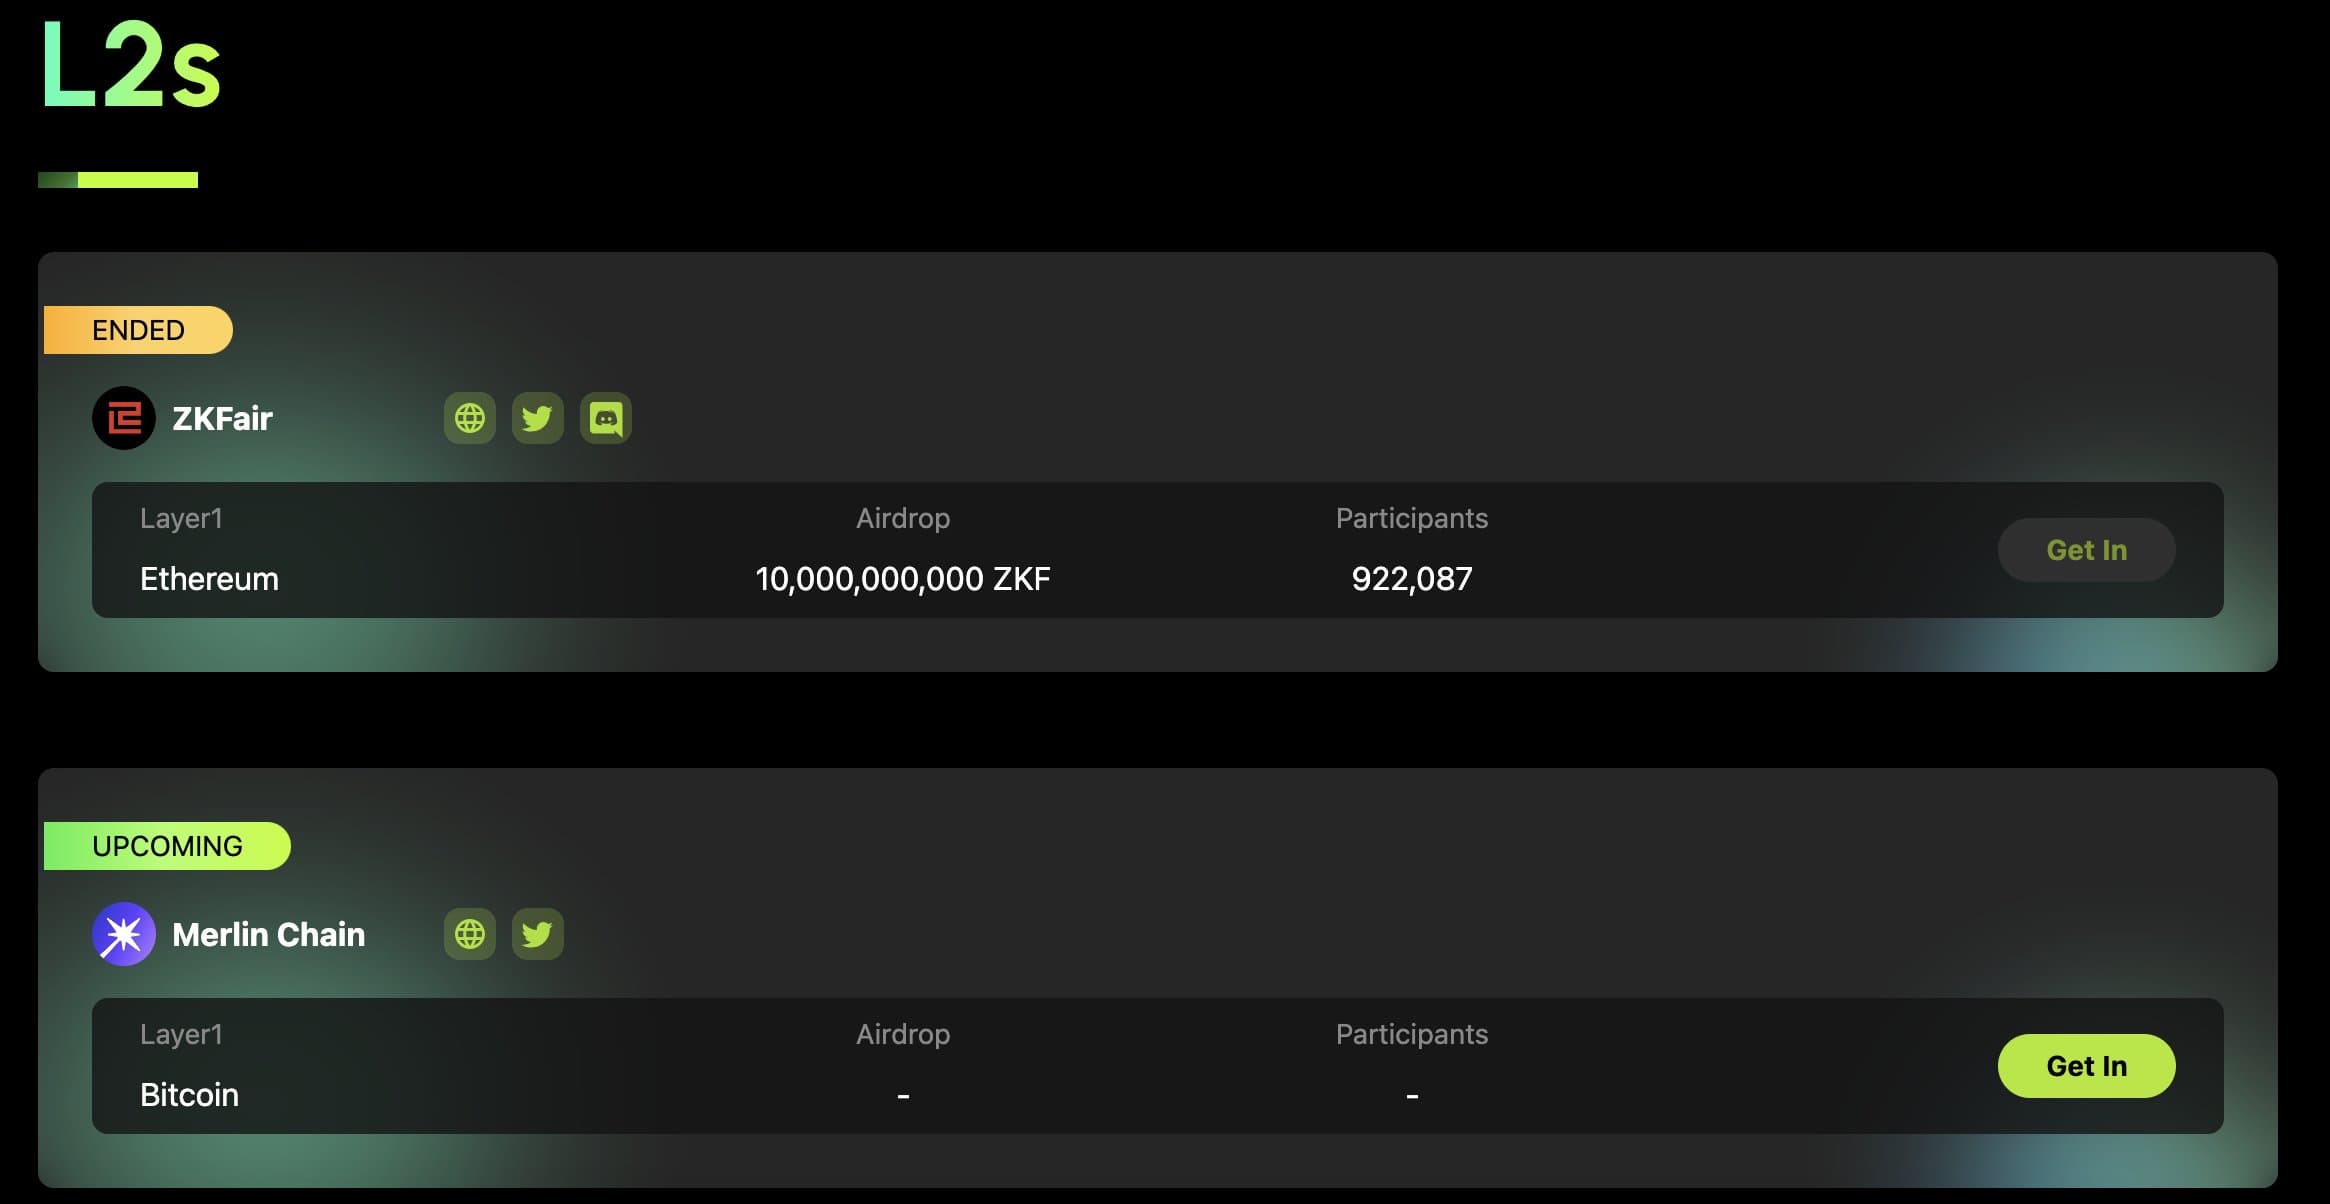 L2s
ENDED
ZKFair
Layer1 Airdrop Participants
Ethereum 10,000,000,000 ZKF 922,087
Get In
UPCOMING
Merlin Chain
Layer1 Airdrop Participants
Bitcoin - -
Get In